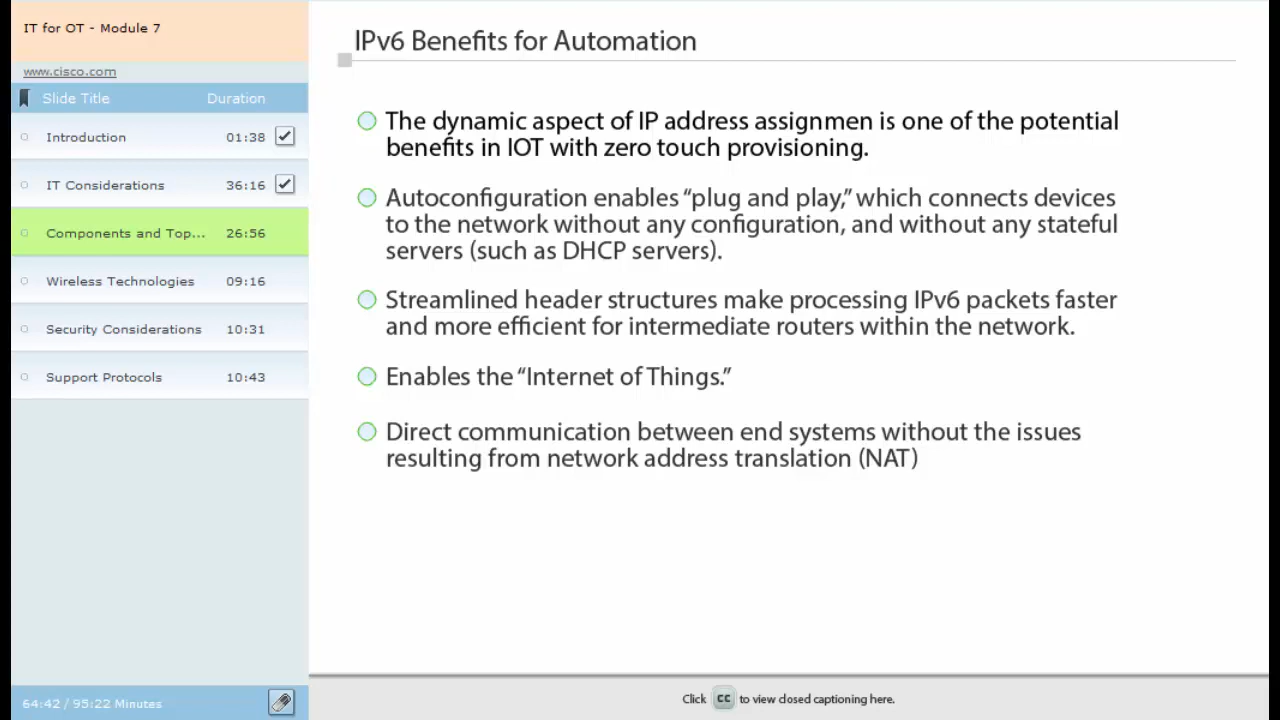 IT for OT - Module 7
www.cisco.com
Slide Title Duration
Introduction 01:38
IT Considerations 36:16
Components and Top... 26:56
Wireless Technologies 09:16
Security Considerations 10:31
Support Protocols 10:43
64:42 / 95:22 Minutes
IPv6 Benefits for Automation
The dynamic aspect of IP address assignmen is one of the potential
benefits in IOT with zero touch provisioning.
Autoconfiguration enables “plug and play,” which connects devices
to the network without any configuration, and without any stateful
servers (such as DHCP servers).
Streamlined header structures make processing IPv6 packets faster
and more efficient for intermediate routers within the network.
Enables the “Internet of Things.”
Direct communication between end systems without the issues
resulting from network address translation (NAT)
Click CC to view closed captioning here.